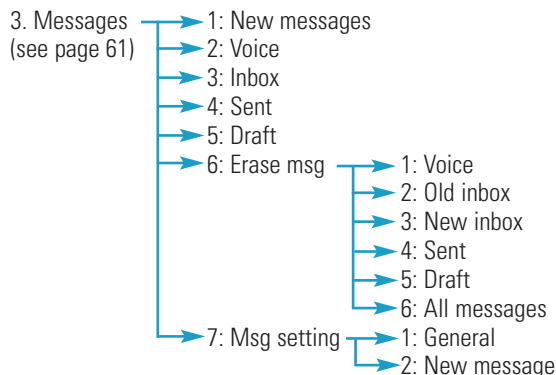 3. Messages
(see page 61)
1: New messages
2: Voice
3: Inbox
4: Sent
5: Draft
6: Erase msg
1: Voice
2: Old inbox
3: New inbox
4: Sent
5: Draft
6: All messages
7: Msg setting
1: General
2: New message